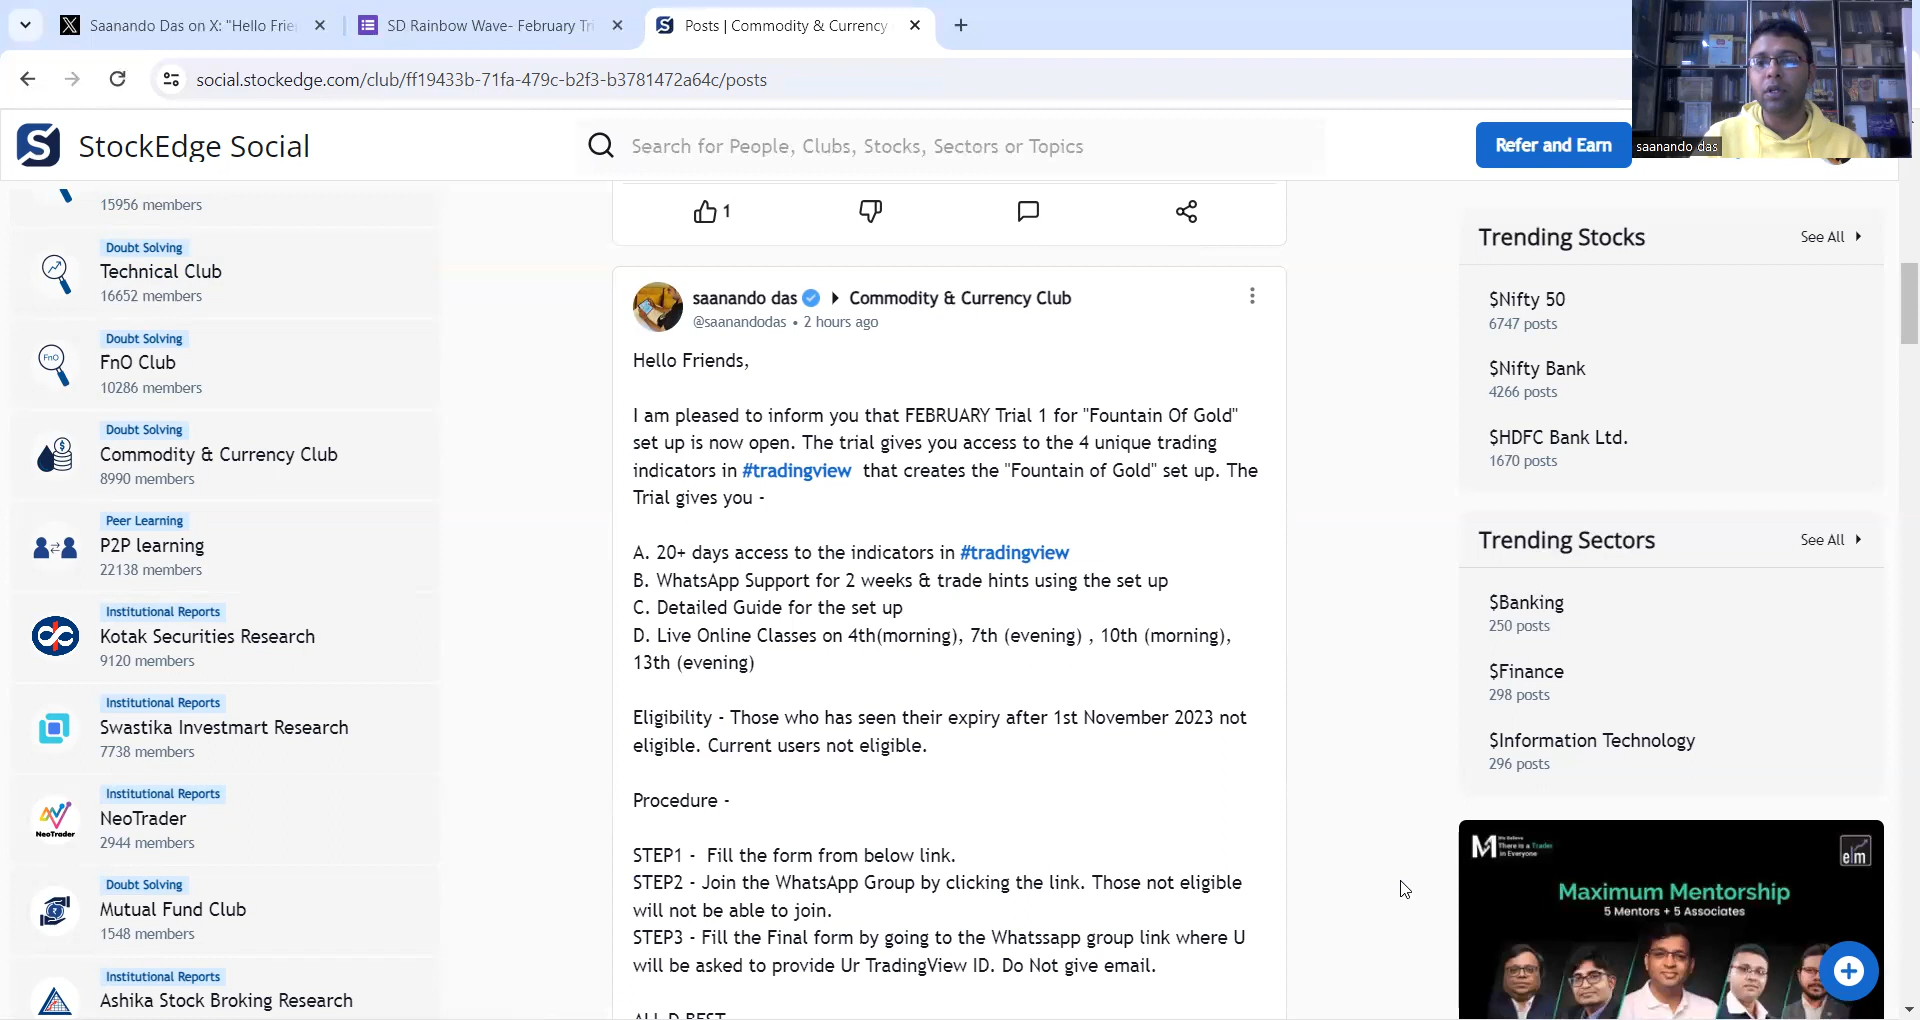 Saanando Das on X: "Hello Frie
SD Rainbow Wave- February Tri
Posts | Commodity & Currency
social.stockedge.com/club/ff19433b-71fa-479c-b2f3-b3781472a64c/posts
StockEdge Social
Search for People, Clubs, Stocks, Sectors or Topics
Refer and Earn
saanando das
15956 members
Doubt Solving
Technical Club
16652 members
Doubt Solving
FnO
FnO Club
10286 members
Doubt Solving
Commodity & Currency Club
8990 members
Peer Learning
P2P learning
22138 members
Institutional Reports
Kotak Securities Research
9120 members
Institutional Reports
Swastika Investmart Research
7738 members
Institutional Reports
NeoTrader
NeoTrader
2944 members
Doubt Solving
Mutual Fund Club
1548 members
Institutional Reports
Ashika Stock Broking Research
1
saanando das Commodity & Currency Club
@saanandodas • 2 hours ago
Hello Friends,
I am pleased to inform you that FEBRUARY Trial 1 for "Fountain Of Gold"
set up is now open. The trial gives you access to the 4 unique trading
indicators in #tradingview that creates the "Fountain of Gold" set up. The
Trial gives you -
A. 20+ days access to the indicators in #tradingview
B. WhatsApp Support for 2 weeks & trade hints using the set up
C. Detailed Guide for the set up
D. Live Online Classes on 4th(morning), 7th (evening) , 10th (morning),
13th (evening)
Eligibility - Those who has seen their expiry after 1st November 2023 not
eligible. Current users not eligible.
Procedure -
STEP1 - Fill the form from below link.
STEP2 - Join the WhatsApp Group by clicking the link. Those not eligible
will not be able to join.
STEP3 - Fill the Final form by going to the Whatssapp group link where U
will be asked to provide Ur TradingView ID. Do Not give email.
ALL D BEST
Trending Stocks
See All
$Nifty 50
6747 posts
$Nifty Bank
4266 posts
$HDFC Bank Ltd.
1670 posts
Trending Sectors
See All
$Banking
250 posts
$Finance
298 posts
$Information Technology
296 posts
We Believe
There is a Trader
in Everyone
elm
Maximum Mentorship
5 Mentors + 5 Associates